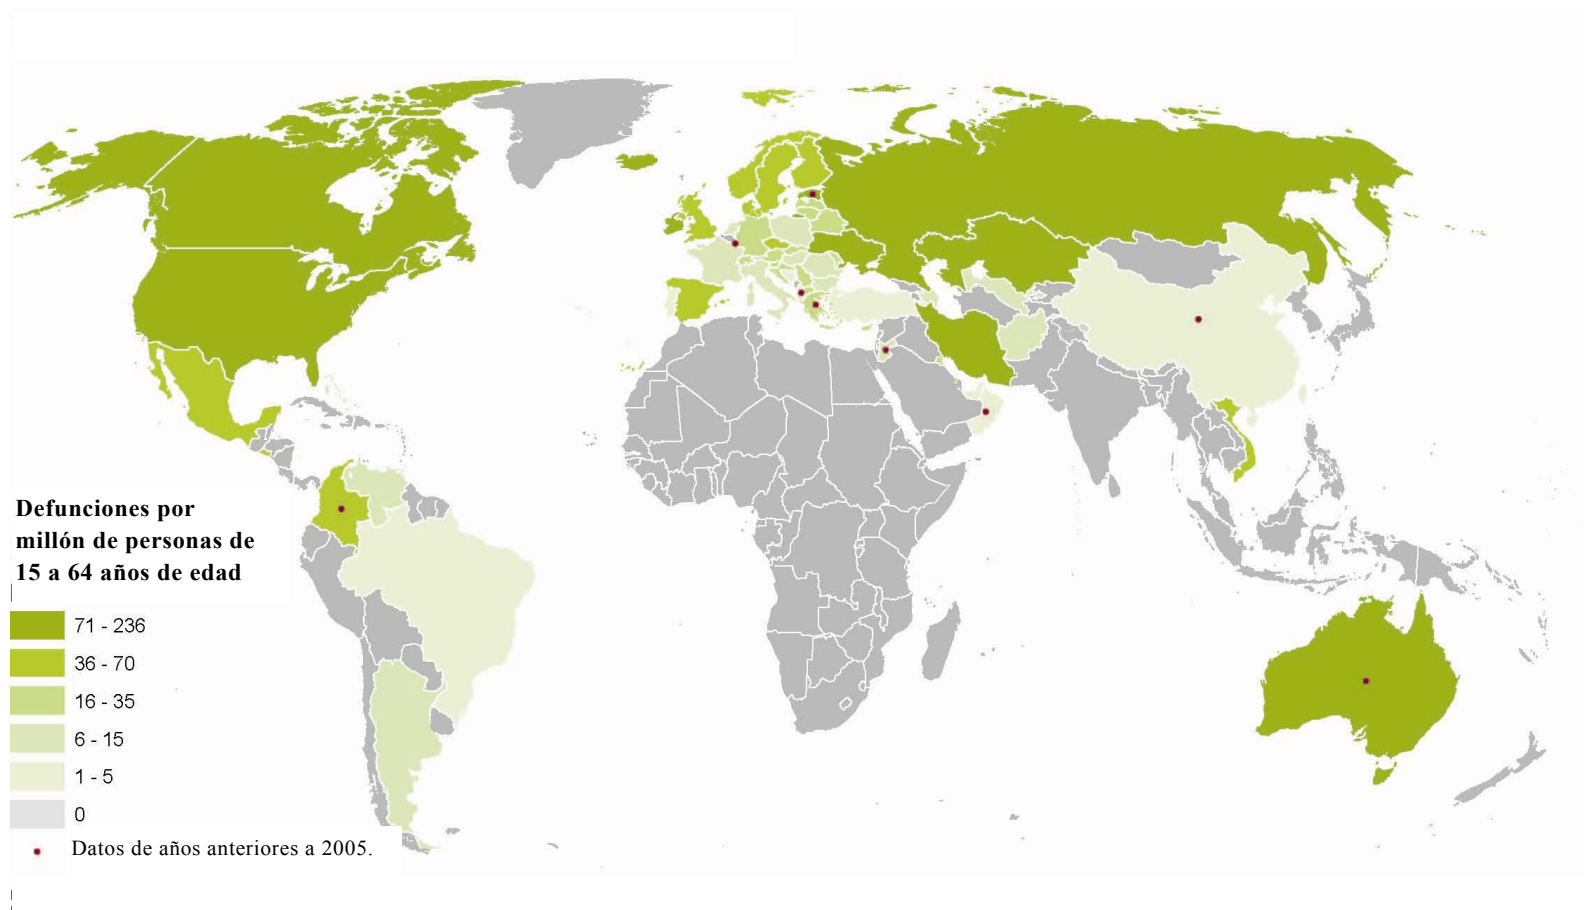 Defunciones por
millón de personas de
15 a 64 años de edad
71 - 236
36 - 70
16 - 35
6 - 15
1 - 5
0
Datos de años anteriores a 2005.